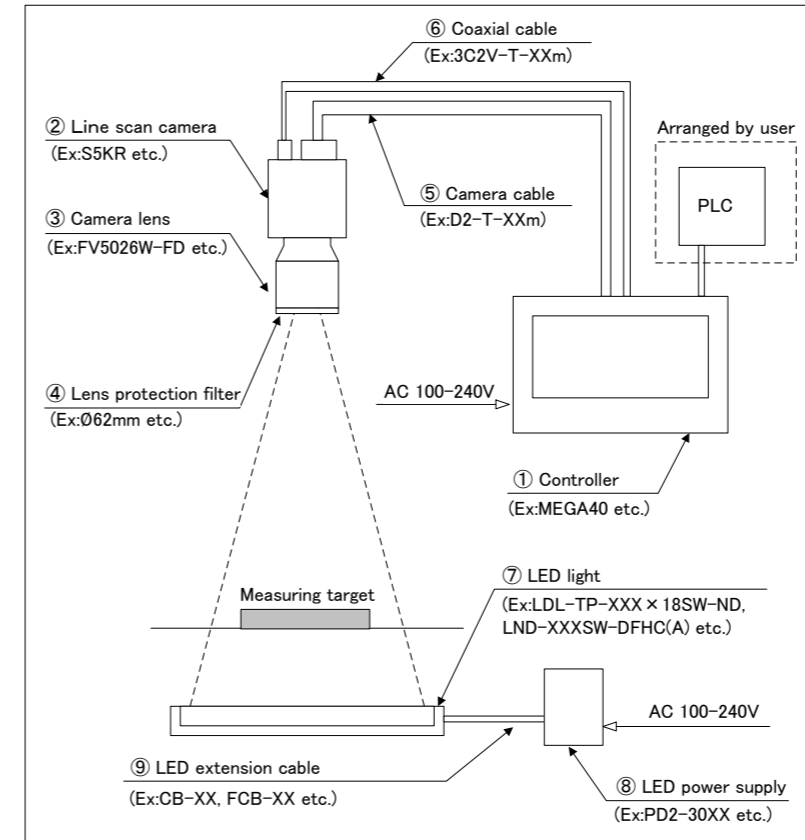 ⑥ Coaxial cable
(Ex:3C2V-T-XXm)
② Line scan camera
(Ex:S5KR etc.)
Arranged by user
PLC
⑤ Camera cable
(Ex:D2-T-XXm)
③ Camera lens
(Ex:FV5026W-FD etc.)
④ Lens protection filter
(Ex:Ø62mm etc.)
AC 100-240V
① Controller
(Ex:MEGA40 etc.)
⑦ LED light
(Ex:LDL-TP-XXX×18SW-ND,
LND-XXXSW-DFHC(A) etc.)
Measuring target
AC 100-240V
⑨ LED extension cable
(Ex:CB-XX, FCB-XX etc.)
⑧ LED power supply
(Ex:PD2-30XX etc.)